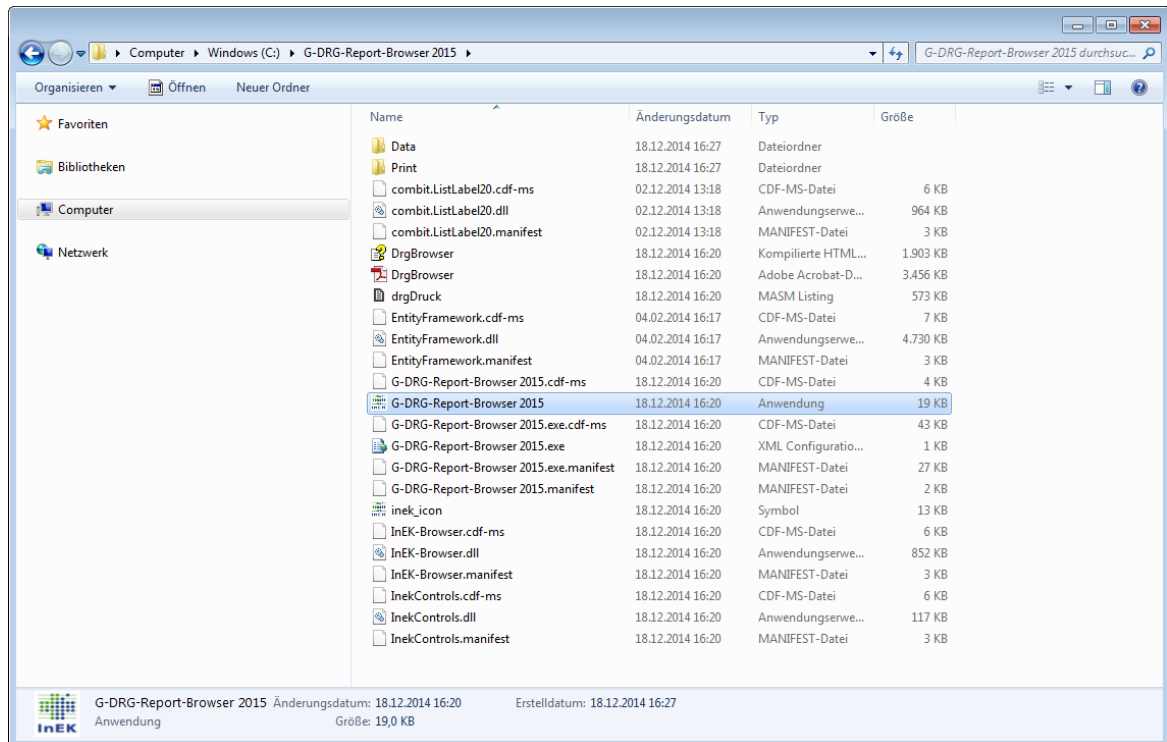 Computer Windows (C:) G-DRG-Report-Browser 2015 G-DRG-Report-Browser 2015 durchsuc...
Organisieren Öffnen Neuer Ordner
Favoriten
Bibliotheken
Computer
Netzwerk
Name Änderungsdatum Typ Größe
Data 18.12.2014 16:27 Dateiordner
Print 18.12.2014 16:27 Dateiordner
combit.ListLabel20.cdf-ms 02.12.2014 13:18 CDF-MS-Datei 6 KB
combit.ListLabel20.dll 02.12.2014 13:18 Anwendungserwe... 964 KB
combit.ListLabel20.manifest 02.12.2014 13:18 MANIFEST-Datei 3 KB
DrgBrowser 18.12.2014 16:20 Kompilierte HTML... 1.903 KB
DrgBrowser 18.12.2014 16:20 Adobe Acrobat-D... 3.456 KB
drgDruck 18.12.2014 16:20 MASM Listing 573 KB
EntityFramework.cdf-ms 04.02.2014 16:17 CDF-MS-Datei 7 KB
EntityFramework.dll 04.02.2014 16:17 Anwendungserwe... 4.730 KB
EntityFramework.manifest 04.02.2014 16:17 MANIFEST-Datei 3 KB
G-DRG-Report-Browser 2015.cdf-ms 18.12.2014 16:20 CDF-MS-Datei 4 KB
G-DRG-Report-Browser 2015 18.12.2014 16:20 Anwendung 19 KB
G-DRG-Report-Browser 2015.exe.cdf-ms 18.12.2014 16:20 CDF-MS-Datei 43 KB
G-DRG-Report-Browser 2015.exe 18.12.2014 16:20 XML Configuratio... 1 KB
G-DRG-Report-Browser 2015.exe.manifest 18.12.2014 16:20 MANIFEST-Datei 27 KB
G-DRG-Report-Browser 2015.manifest 18.12.2014 16:20 MANIFEST-Datei 2 KB
inek_icon 18.12.2014 16:20 Symbol 13 KB
InEK-Browser.cdf-ms 18.12.2014 16:20 CDF-MS-Datei 6 KB
InEK-Browser.dll 18.12.2014 16:20 Anwendungserwe... 852 KB
InEK-Browser.manifest 18.12.2014 16:20 MANIFEST-Datei 3 KB
InekControls.cdf-ms 18.12.2014 16:20 CDF-MS-Datei 6 KB
InekControls.dll 18.12.2014 16:20 Anwendungserwe... 117 KB
InekControls.manifest 18.12.2014 16:20 MANIFEST-Datei 3 KB
G-DRG-Report-Browser 2015 Änderungsdatum: 18.12.2014 16:20 Erstelldatum: 18.12.2014 16:27
Anwendung Größe: 19,0 KB
InEK